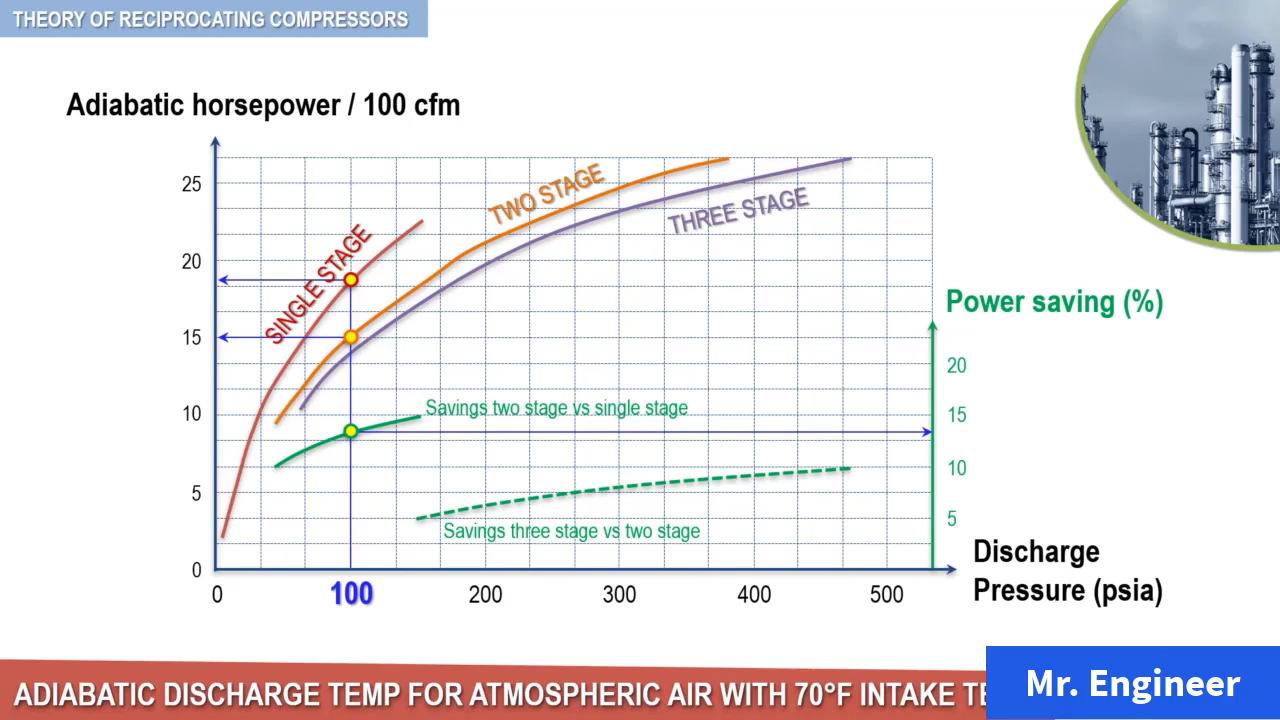 THEORY OF RECIPROCATING COMPRESSORS
Adiabatic horsepower / 100 cfm
25
20
15
10
5
0
SINGLE STAGE
TWO STAGE
THREE STAGE
Savings two stage vs single stage
Savings three stage vs two stage
Power saving (%)
20
15
10
5
0
100
200
300
400
500
Discharge
Pressure (psia)
ADIABATIC DISCHARGE TEMP FOR ATMOSPHERIC AIR WITH 70°F INTAKE
Mr. Engineer